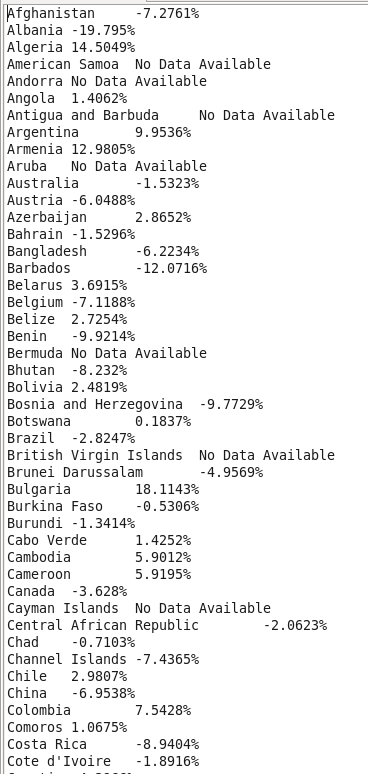 Afghanistan -7.2761%
Albania -19.795%
Algeria 14.5049%
American Samoa No Data Available
Andorra No Data Available
Angola 1.4062%
Antigua and Barbuda No Data Available
Argentina 9.9536%
Armenia 12.9805%
Aruba No Data Available
Australia -1.5323%
Austria -6.0488%
Azerbaijan 2.8652%
Bahrain -1.5296%
Bangladesh -6.2234%
Barbados -12.0716%
Belarus 3.6915%
Belgium -7.1188%
Belize 2.7254%
Benin -9.9214%
Bermuda No Data Available
Bhutan -8.232%
Bolivia 2.4819%
Bosnia and Herzegovina -9.7729%
Botswana 0.1837%
Brazil -2.8247%
British Virgin Islands No Data Available
Brunei Darussalam -4.9569%
Bulgaria 18.1143%
Burkina Faso -0.5306%
Burundi -1.3414%
Cabo Verde 1.4252%
Cambodia 5.9012%
Cameroon 5.9195%
Canada -3.628%
Cayman Islands No Data Available
Central African Republic -2.0623%
Chad -0.7103%
Channel Islands -7.4365%
Chile 2.9807%
China -6.9538%
Colombia 7.5428%
Comoros 1.0675%
Costa Rica -8.9404%
Cote d'Ivoire -1.8916%